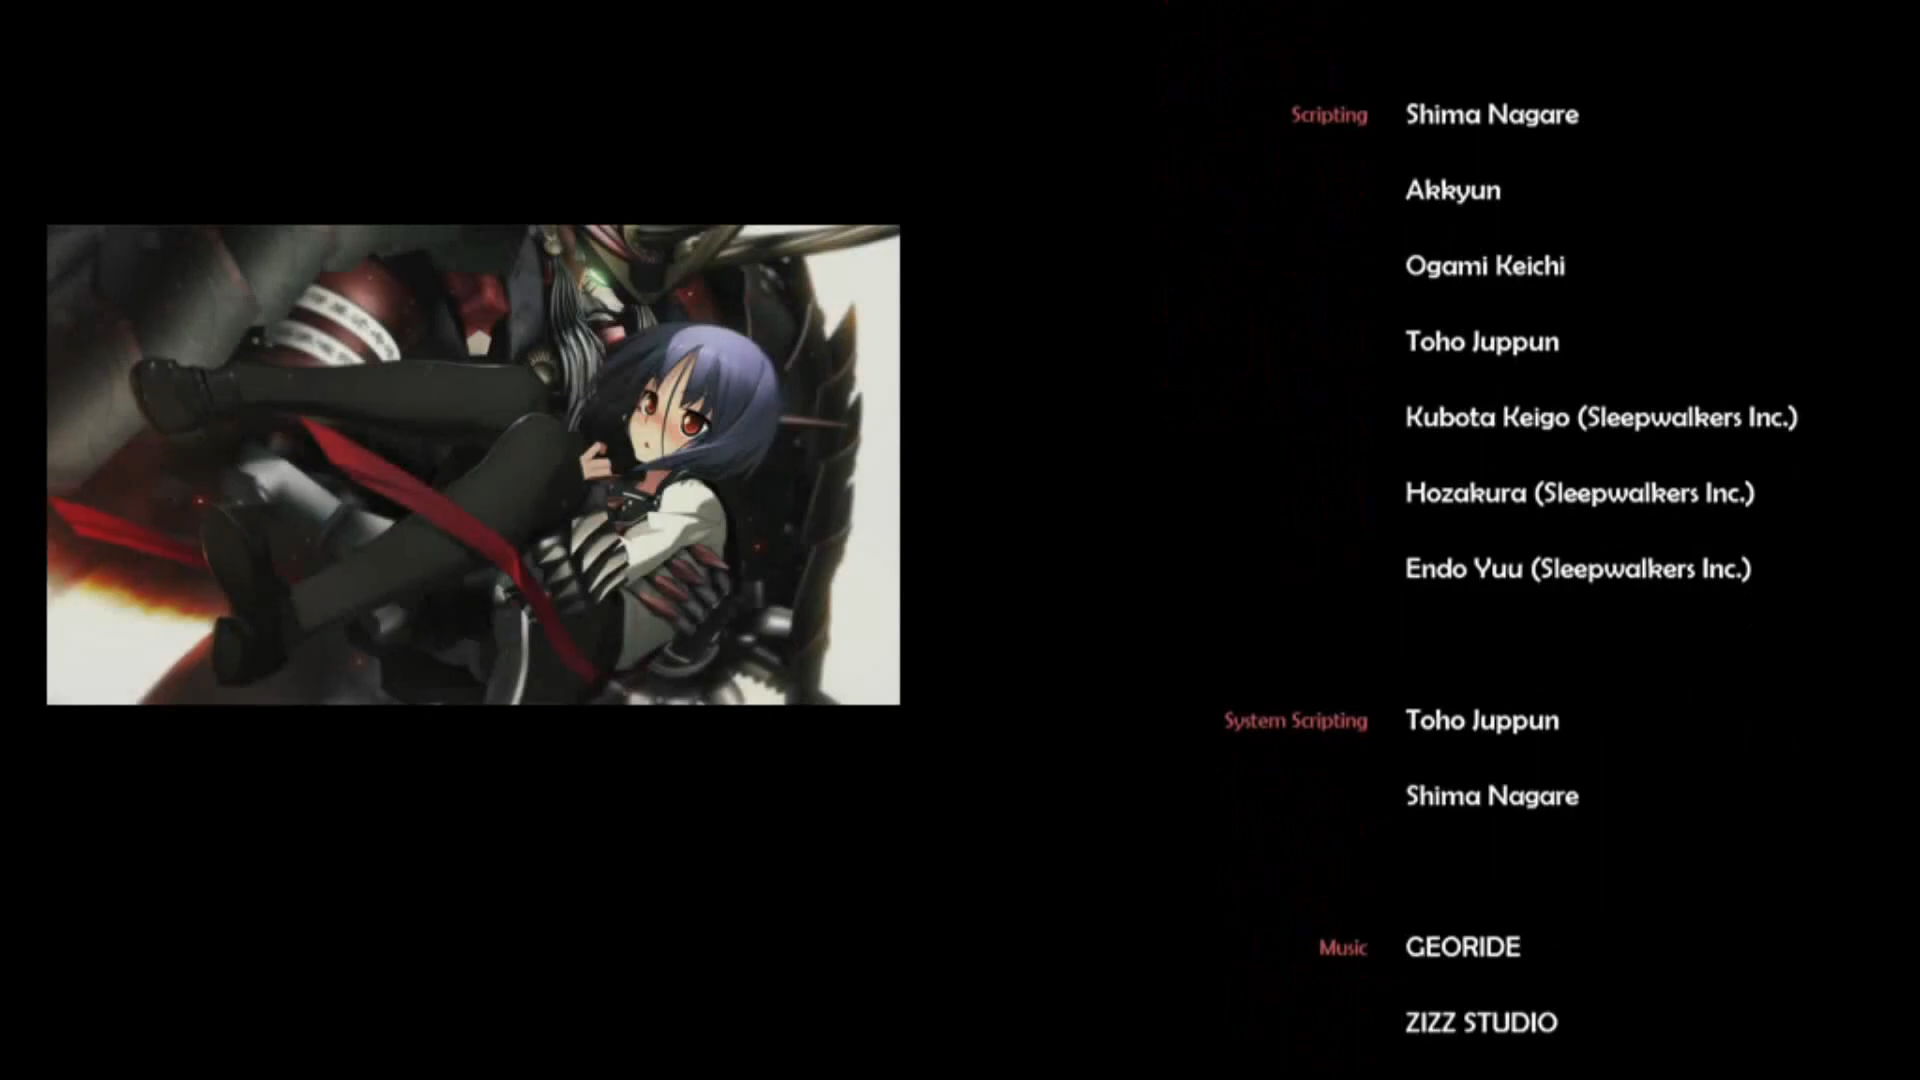 Scripting Shima Nagare
Akkyun
Ogami Keichi
Toho Juppun
Kubota Keigo (Sleepwalkers Inc.)
Hozakura (Sleepwalkers Inc.)
Endo Yuu (Sleepwalkers Inc.)
System Scripting Toho Juppun
Shima Nagare
Music GEORIDE
ZIZZ STUDIO